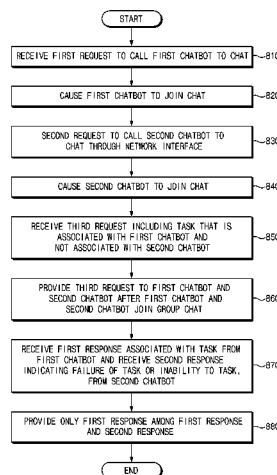 START
RECEIVE FIRST REQUEST TO CALL FIRST CHATBOT TO CHAT
810
CAUSE FIRST CHATBOT TO JOIN CHAT
820
SECOND REQUEST TO CALL SECOND CHATBOT TO
CHAT THROUGH NETWORK INTERFACE
830
CAUSE SECOND CHATBOT TO JOIN CHAT
840
RECEIVE THIRD REQUEST INCLUDING TASK THAT IS
ASSOCIATED WITH FIRST CHATBOT AND
NOT ASSOCIATED WITH SECOND CHATBOT
850
PROVIDE THIRD REQUEST TO FIRST CHATBOT AND
SECOND CHATBOT AFTER FIRST CHATBOT AND
SECOND CHATBOT JOIN GROUP CHAT
860
RECEIVE FIRST RESPONSE ASSOCIATED WITH TASK FROM
FIRST CHATBOT AND RECEIVE SECOND RESPONSE
INDICATING FAILURE OF TASK OR INABILITY TO TASK,
FROM SECOND CHATBOT
870
PROVIDE ONLY FIRST RESPONSE AMONG FIRST RESPONSE
AND SECOND RESPONSE
880
END